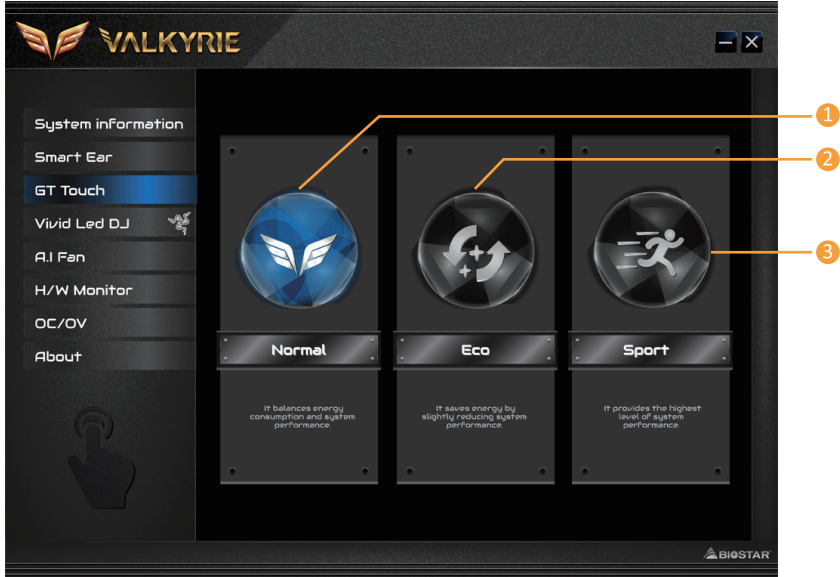 VALKYRIE
System information
Smart Ear
GT Touch
Vivid Led DJ
A.I Fan
H/W Monitor
OC/OV
About
1
2
3
Normal
Eco
Sport
It balances energy
consumption and system
performance.
It saves energy by
slightly reducing system
performance.
It provides the highest
level of system
performance.
BIOSTAR